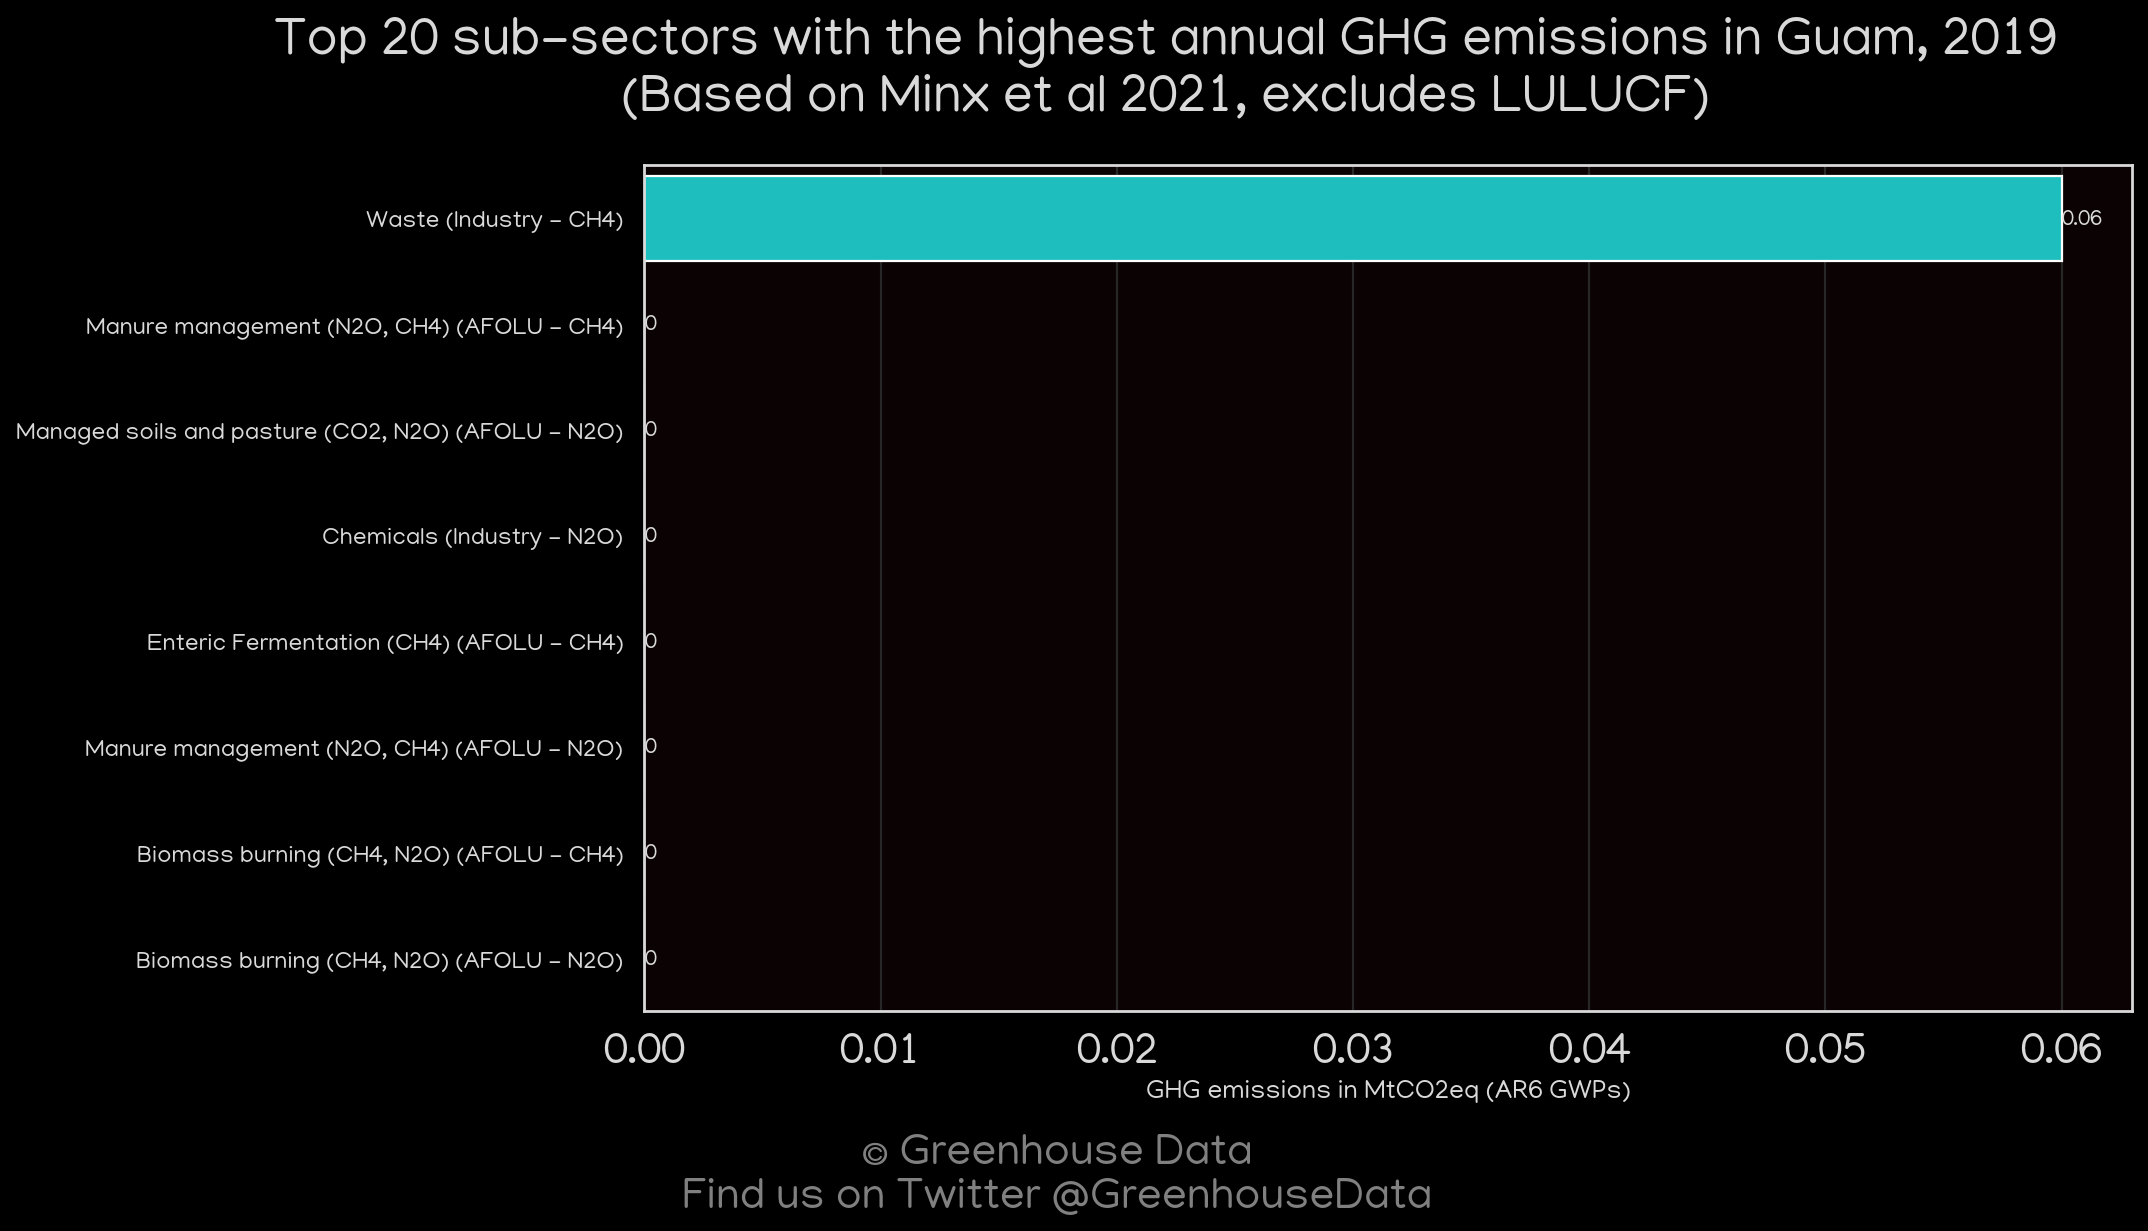 Top 20 sub-sectors with the highest annual GHG emissions in Guam, 2019
(Based on Minx et al 2021, excludes LULUCF)
Waste (Industry - CH4)
0.06
Manure management (N2O, CH4) (AFOLU - CH4)
0
Managed soils and pasture (CO2, N2O) (AFOLU - N2O)
0
Chemicals (Industry - N2O)
0
Enteric Fermentation (CH4) (AFOLU - CH4)
0
Manure management (N2O, CH4) (AFOLU - N2O)
0
Biomass burning (CH4, N2O) (AFOLU - CH4)
0
Biomass burning (CH4, N2O) (AFOLU - N2O)
0
0.00 0.01 0.02 0.03 0.04 0.05 0.06
GHG emissions in MtCO2eq (AR6 GWPs)
© Greenhouse Data
Find us on Twitter @GreenhouseData